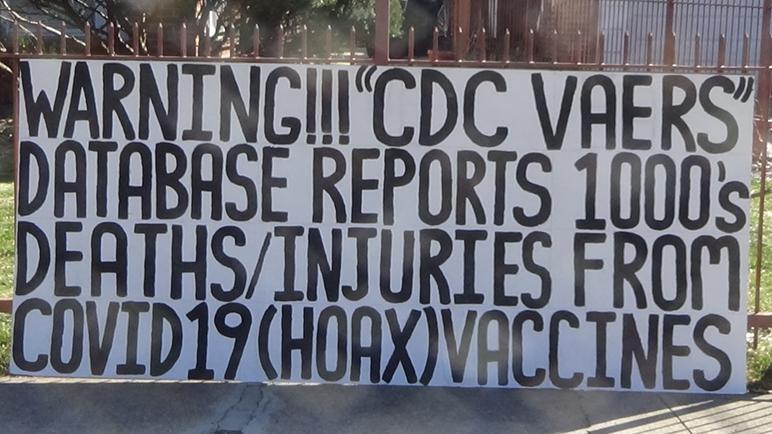 WARNING!!! "CDC VAERS"
DATABASE REPORTS 1000's
DEATHS/INJURIES FROM
COVID19(HOAX)VACCINES